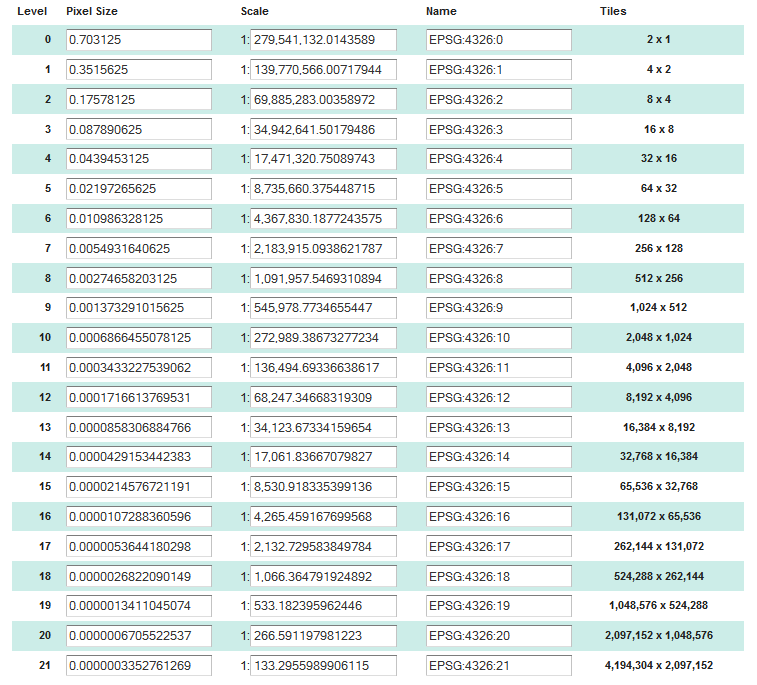 Level Pixel Size Scale Name Tiles
0 0.703125 1: 279,541,132.0143589 EPSG:4326:0 2 x 1
1 0.3515625 1: 139,770,566.00717944 EPSG:4326:1 4 x 2
2 0.17578125 1: 69,885,283.00358972 EPSG:4326:2 8 x 4
3 0.087890625 1: 34,942,641.50179486 EPSG:4326:3 16 x 8
4 0.0439453125 1: 17,471,320.75089743 EPSG:4326:4 32 x 16
5 0.02197265625 1: 8,735,660.375448715 EPSG:4326:5 64 x 32
6 0.010986328125 1: 4,367,830.1877243575 EPSG:4326:6 128 x 64
7 0.0054931640625 1: 2,183,915.0938621787 EPSG:4326:7 256 x 128
8 0.00274658203125 1: 1,091,957.5469310894 EPSG:4326:8 512 x 256
9 0.001373291015625 1: 545,978.7734655447 EPSG:4326:9 1,024 x 512
10 0.0006866455078125 1: 272,989.38673277234 EPSG:4326:10 2,048 x 1,024
11 0.0003433227539062 1: 136,494.69336638617 EPSG:4326:11 4,096 x 2,048
12 0.0001716613769531 1: 68,247.34668319309 EPSG:4326:12 8,192 x 4,096
13 0.0000858306884766 1: 34,123.67334159654 EPSG:4326:13 16,384 x 8,192
14 0.0000429153442383 1: 17,061.83667079827 EPSG:4326:14 32,768 x 16,384
15 0.0000214576721191 1: 8,530.918335399136 EPSG:4326:15 65,536 x 32,768
16 0.0000107288360596 1: 4,265.459167699568 EPSG:4326:16 131,072 x 65,536
17 0.0000053644180298 1: 2,132.729583849784 EPSG:4326:17 262,144 x 131,072
18 0.0000026822090149 1: 1,066.364791924892 EPSG:4326:18 524,288 x 262,144
19 0.0000013411045074 1: 533.182395962446 EPSG:4326:19 1,048,576 x 524,288
20 0.0000006705522537 1: 266.591197981223 EPSG:4326:20 2,097,152 x 1,048,576
21 0.0000003352761269 1: 133.2955989906115 EPSG:4326:21 4,194,304 x 2,097,152